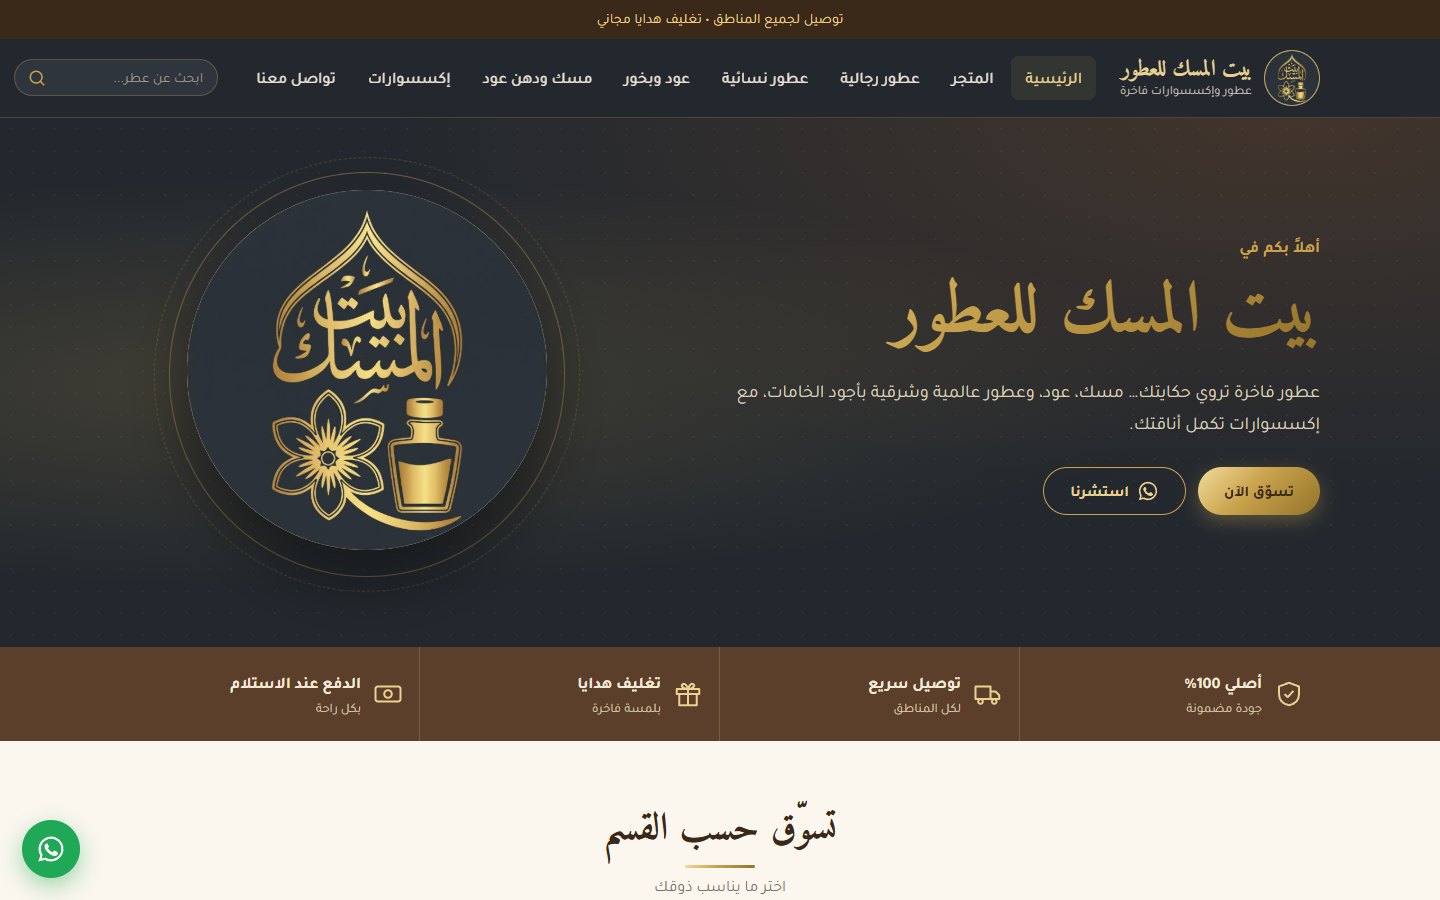 توصيل لجميع المناطق • تغليف هدايا مجاني
بيت المسك للعطور
عطور وإكسسوارات فاخرة
الرئيسية
المتجر
عطور رجالية
عطور نسائية
عود وبخور
مسك ودهن عود
إكسسوارات
تواصل معنا
ابحث عن عطر...
أهلاً بكم في
بيت المسك للعطور
عطور فاخرة تروي حكايتك… مسك، عود، وعطور عالمية وشرقية بأجود الخامات، مع
إكسسوارات تكمل أناقتك.
تسوّق الآن
استشرنا
بيت
المسك
أصلي 100%
جودة مضمونة
توصيل سريع
لكل المناطق
تغليف هدايا
بلمسة فاخرة
الدفع عند الاستلام
بكل راحة
تسوّق حسب القسم
اختر ما يناسب ذوقك